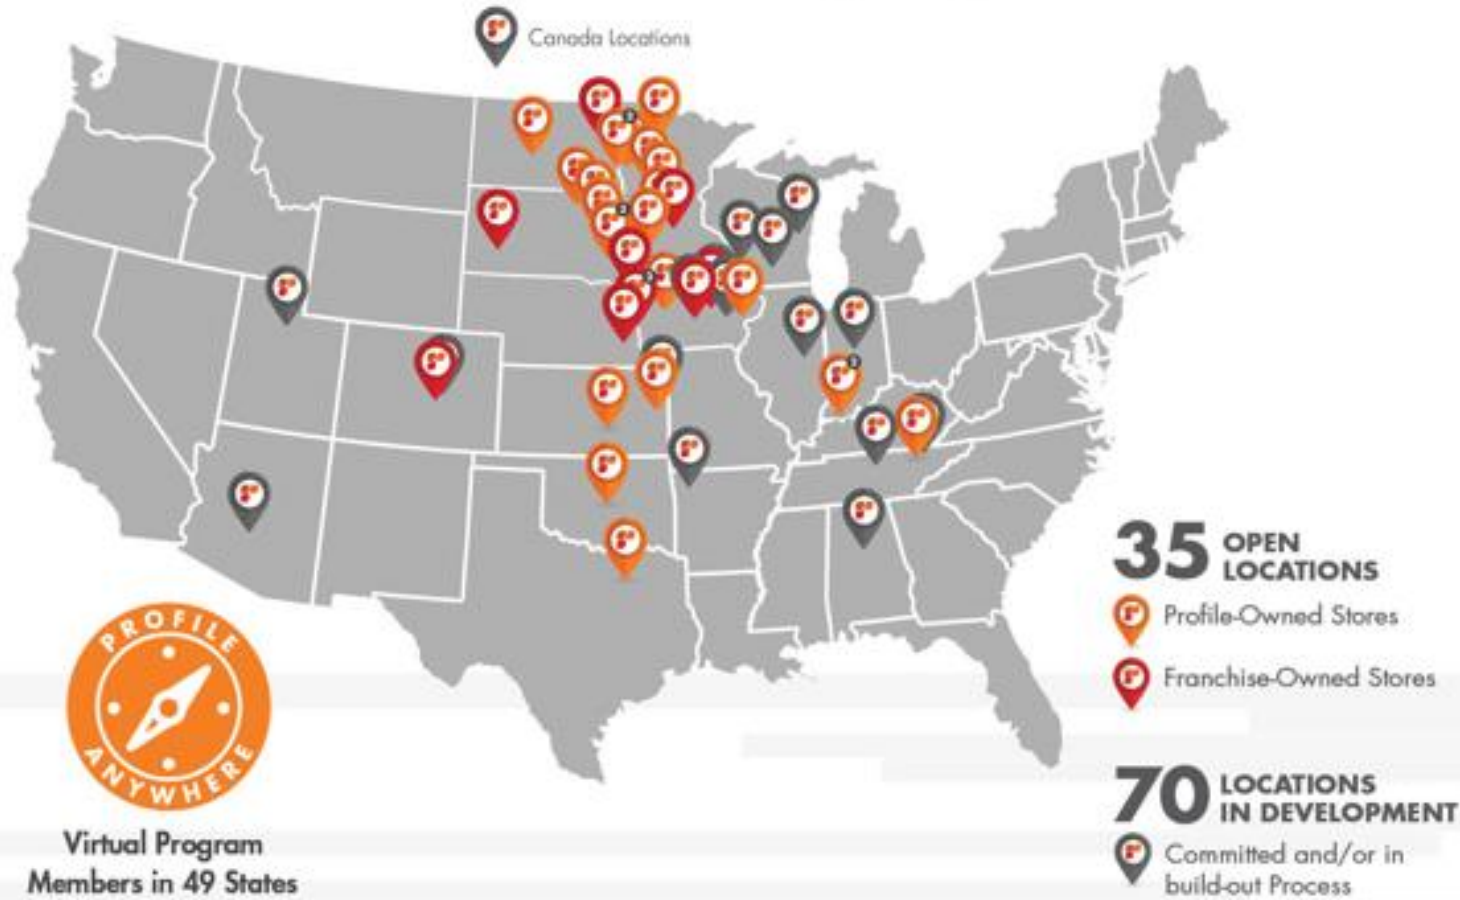 Canada Locations
35 OPEN
LOCATIONS
Profile-Owned Stores
Franchise-Owned Stores
PROFILE
ANYWHERE
Virtual Program
Members in 49 States
70 LOCATIONS
IN DEVELOPMENT
Committed and/or in
build-out Process